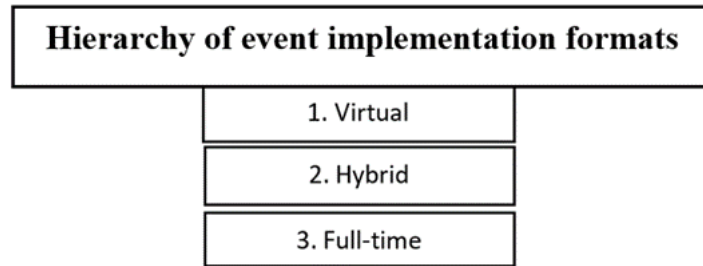 Hierarchy of event implementation formats
1. Virtual
2. Hybrid
3. Full-time